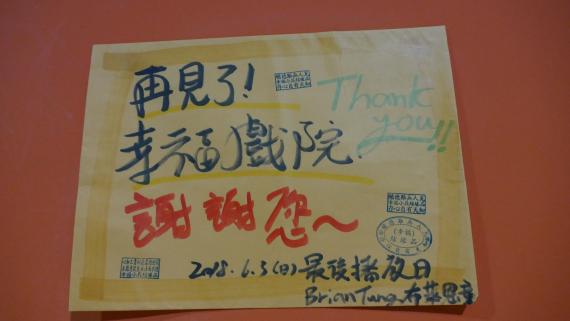 再見了!
Thank you!!
幸福戲院
謝謝您~
2018.6.3(日)最後播放日
Brian Tung.布萊恩童